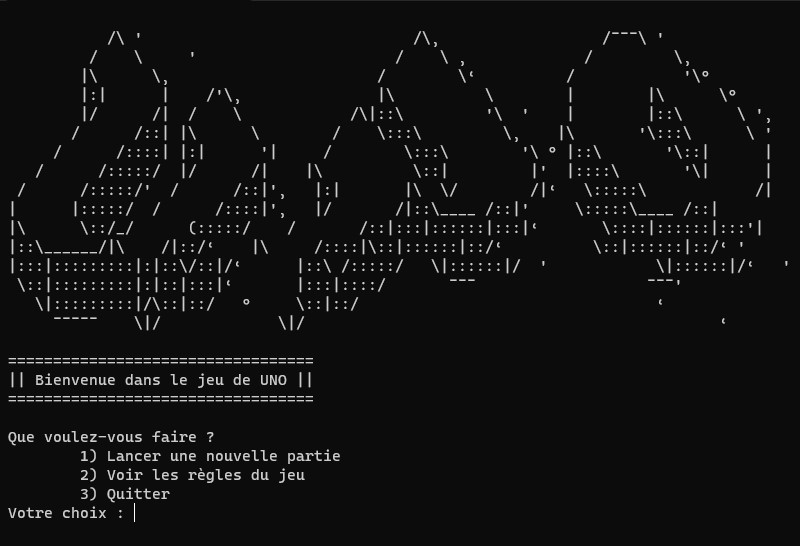 ==================================
|| Bienvenue dans le jeu de UNO ||
==================================
Que voulez-vous faire ?
1) Lancer une nouvelle partie
2) Voir les règles du jeu
3) Quitter
Votre choix :